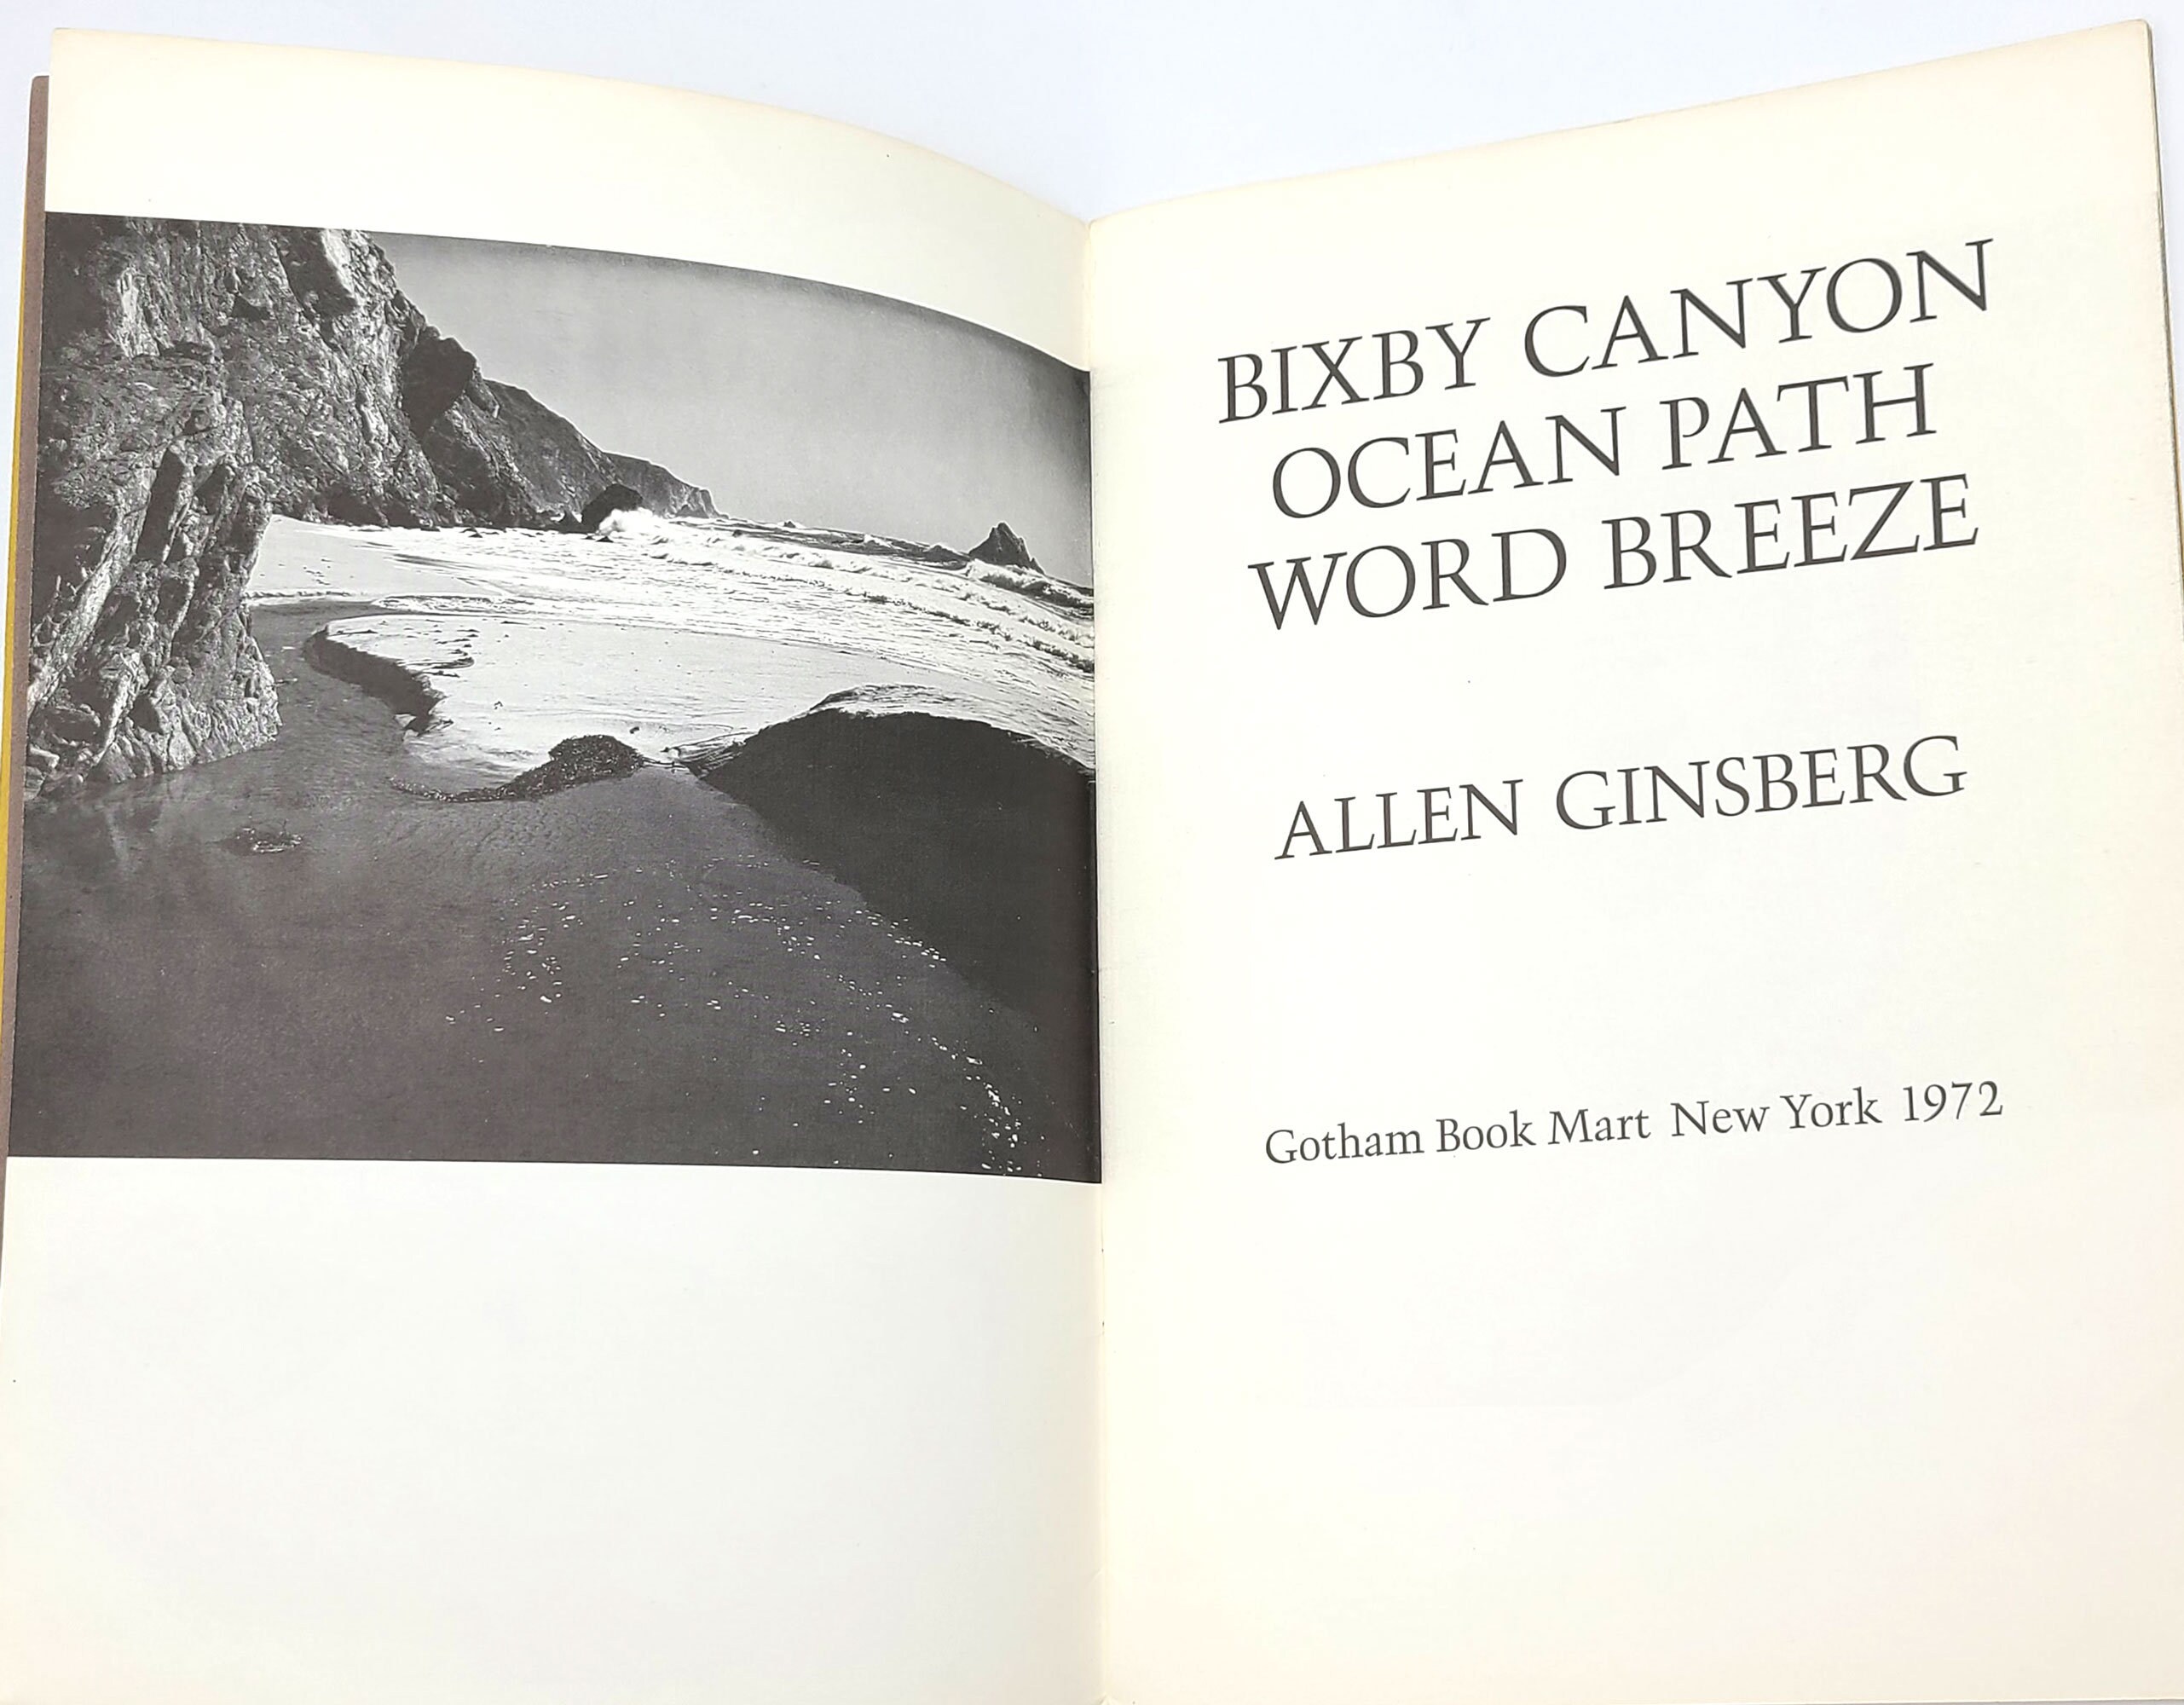 BIXBY CANYON
OCEAN PATH
WORD BREEZE
ALLEN GINSBERG
Gotham Book Mart New York 1972